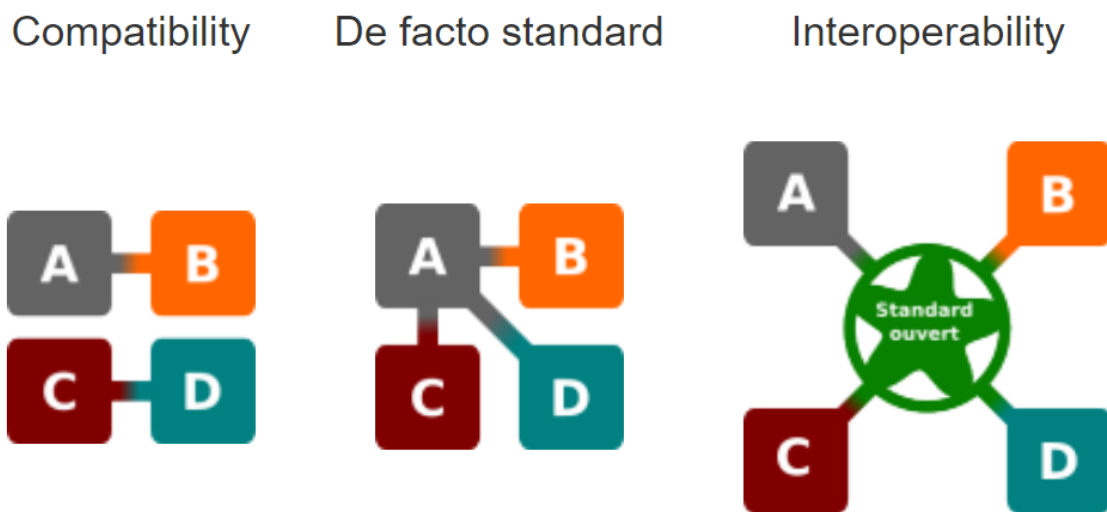 Compatibility
De facto standard
Interoperability
A
B
C
D
A
B
C
D
A
B
Standard
ouvert
C
D